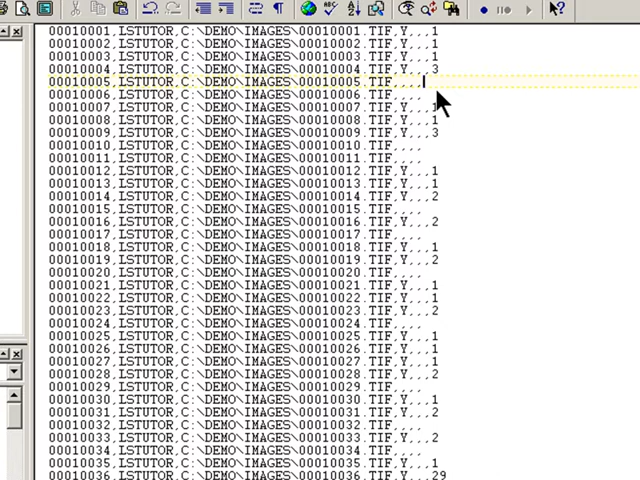 00010001,LSTUTOR,C:\DEMO\IMAGES\00010001.TIF,Y,,,1
00010002,LSTUTOR,C:\DEMO\IMAGES\00010002.TIF,Y,,,1
00010003,LSTUTOR,C:\DEMO\IMAGES\00010003.TIF,Y,,,1
00010004,LSTUTOR,C:\DEMO\IMAGES\00010004.TIF,Y,,,3
00010005,LSTUTOR,C:\DEMO\IMAGES\00010005.TIF,,,,
00010006,LSTUTOR,C:\DEMO\IMAGES\00010006.TIF,,,,
00010007,LSTUTOR,C:\DEMO\IMAGES\00010007.TIF,Y,,,1
00010008,LSTUTOR,C:\DEMO\IMAGES\00010008.TIF,Y,,,1
00010009,LSTUTOR,C:\DEMO\IMAGES\00010009.TIF,Y,,,3
00010010,LSTUTOR,C:\DEMO\IMAGES\00010010.TIF,,,,
00010011,LSTUTOR,C:\DEMO\IMAGES\00010011.TIF,,,,
00010012,LSTUTOR,C:\DEMO\IMAGES\00010012.TIF,Y,,,1
00010013,LSTUTOR,C:\DEMO\IMAGES\00010013.TIF,Y,,,1
00010014,LSTUTOR,C:\DEMO\IMAGES\00010014.TIF,Y,,,2
00010015,LSTUTOR,C:\DEMO\IMAGES\00010015.TIF,,,,
00010016,LSTUTOR,C:\DEMO\IMAGES\00010016.TIF,Y,,,2
00010017,LSTUTOR,C:\DEMO\IMAGES\00010017.TIF,,,,
00010018,LSTUTOR,C:\DEMO\IMAGES\00010018.TIF,Y,,,1
00010019,LSTUTOR,C:\DEMO\IMAGES\00010019.TIF,Y,,,2
00010020,LSTUTOR,C:\DEMO\IMAGES\00010020.TIF,,,,
00010021,LSTUTOR,C:\DEMO\IMAGES\00010021.TIF,Y,,,1
00010022,LSTUTOR,C:\DEMO\IMAGES\00010022.TIF,Y,,,1
00010023,LSTUTOR,C:\DEMO\IMAGES\00010023.TIF,Y,,,2
00010024,LSTUTOR,C:\DEMO\IMAGES\00010024.TIF,,,,
00010025,LSTUTOR,C:\DEMO\IMAGES\00010025.TIF,Y,,,1
00010026,LSTUTOR,C:\DEMO\IMAGES\00010026.TIF,Y,,,1
00010027,LSTUTOR,C:\DEMO\IMAGES\00010027.TIF,Y,,,1
00010028,LSTUTOR,C:\DEMO\IMAGES\00010028.TIF,Y,,,2
00010029,LSTUTOR,C:\DEMO\IMAGES\00010029.TIF,,,,
00010030,LSTUTOR,C:\DEMO\IMAGES\00010030.TIF,Y,,,1
00010031,LSTUTOR,C:\DEMO\IMAGES\00010031.TIF,Y,,,2
00010032,LSTUTOR,C:\DEMO\IMAGES\00010032.TIF,,,,
00010033,LSTUTOR,C:\DEMO\IMAGES\00010033.TIF,Y,,,2
00010034,LSTUTOR,C:\DEMO\IMAGES\00010034.TIF,,,,
00010035,LSTUTOR,C:\DEMO\IMAGES\00010035.TIF,Y,,,1
00010036,LSTUTOR,C:\DEMO\IMAGES\00010036.TIF,Y,,,29